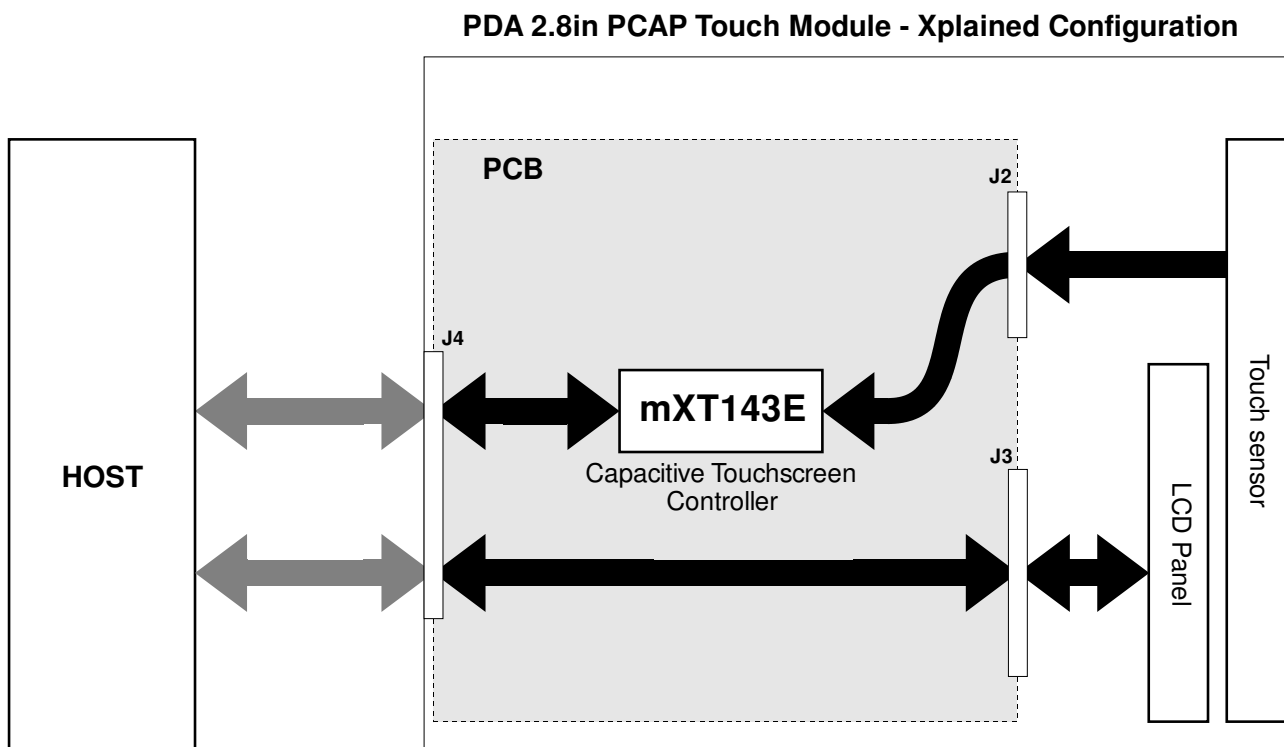 PDA 2.8in PCAP Touch Module - Xplained Configuration
PCB
J2
J4
mXT143E
Capacitive Touchscreen
Controller
HOST
J3
LCD Panel
Touch sensor